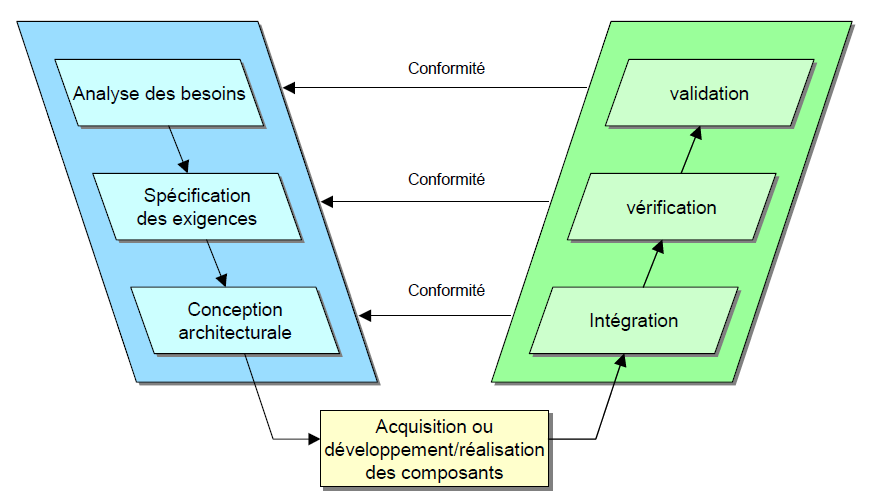 Analyse des besoins
Conformité
validation
Spécification
des exigences
Conformité
vérification
Conception
architecturale
Conformité
Intégration
Acquisition ou
développement/réalisation
des composants